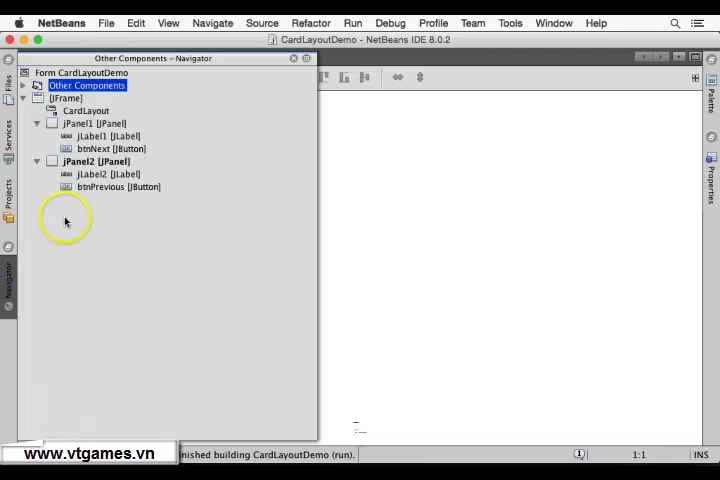 NetBeans File Edit View Navigate Source Refactor Run Debug Profile Team Tools Window Help
CardLayoutDemo - NetBeans IDE 8.0.2
Other Components - Navigator
Form CardLayoutDemo
Other Components
[JFrame]
CardLayout
jPanel1 [JPanel]
jLabel1 [JLabel]
btnNext [JButton]
jPanel2 [JPanel]
jLabel2 [JLabel]
btnPrevious [JButton]
Files
Services
Projects
Navigator
Palette
Properties
www.vtgames.vn
nished building CardLayoutDemo (run).
1
1:1
INS